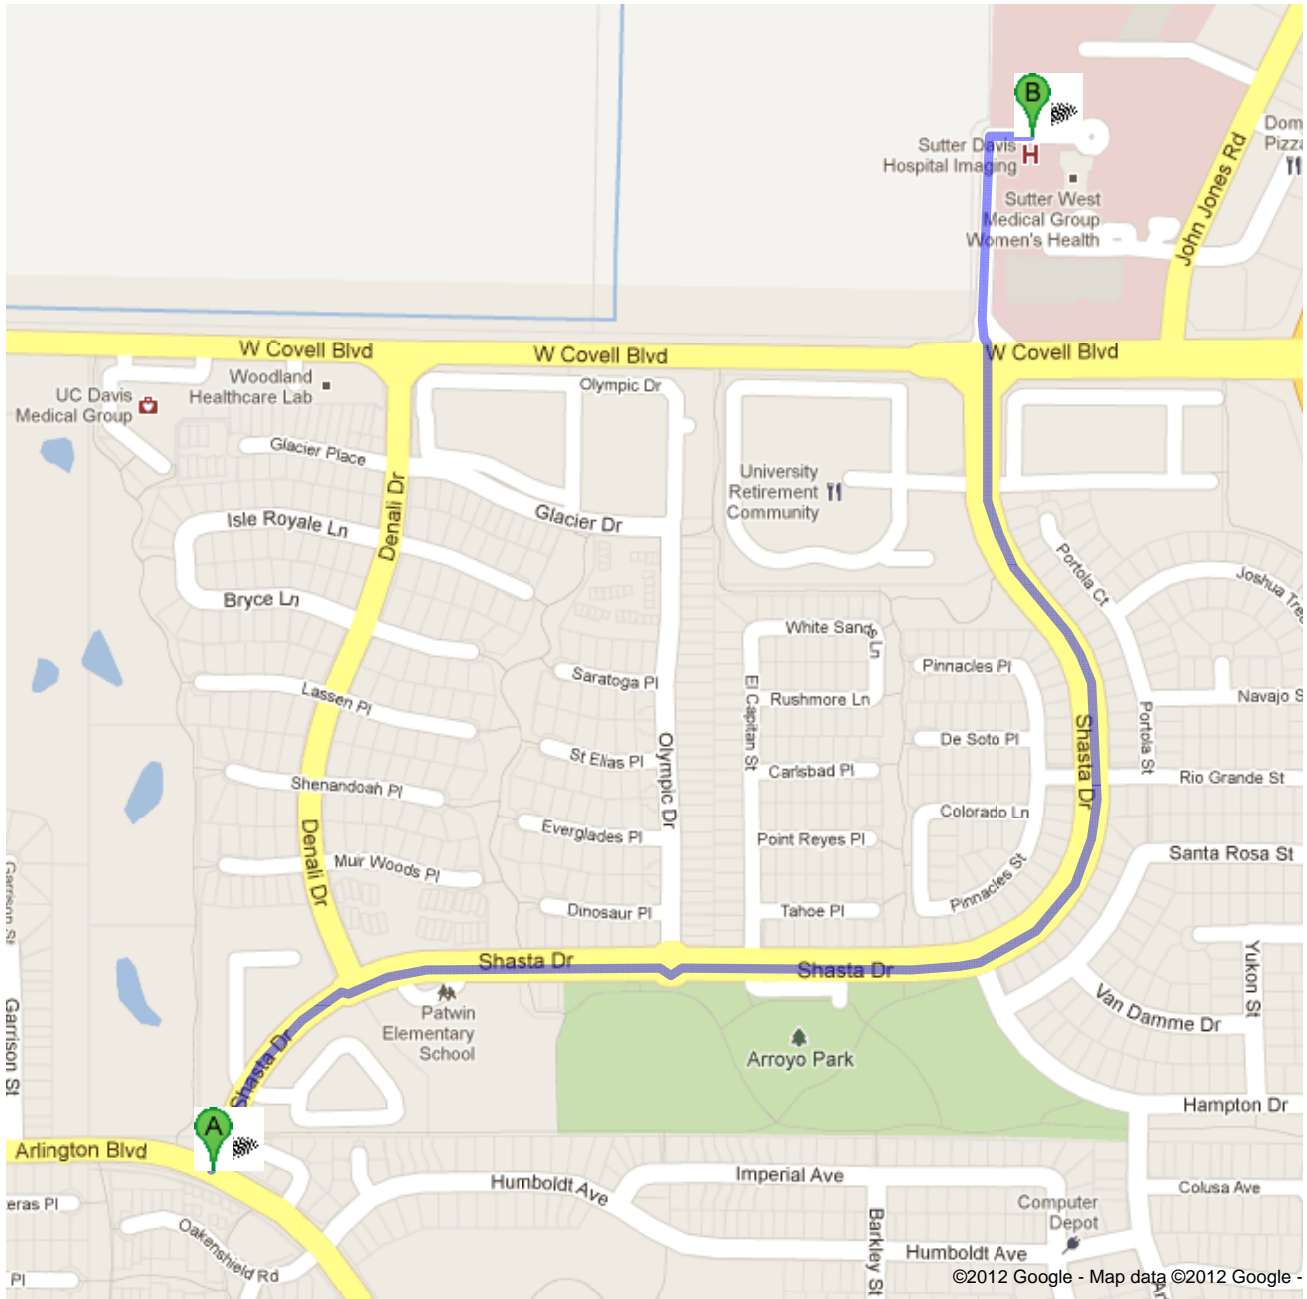 B
Sutter Davis
Hospital Imaging
H
Sutter West
Medical Group
Women's Health
John Jones Rd
W Covell Blvd
W Covell Blvd
W Covell Blvd
UC Davis
Medical Group
Woodland
Healthcare Lab
Olympic Dr
Glacier Place
Denali Dr
Glacier Dr
Isle Royale Ln
Bryce Ln
University
Retirement
Community
Portola Ct
White Sands Ln
Saratoga Pl
Pinnacles Pl
Lassen Pl
Rushmore Ln
El Capitan St
Portola St
Shasta Dr
De Soto Pl
St Elias Pl
Olympic Dr
Carlsbad Pl
Rio Grande St
Shenandoah Pl
Colorado Ln
Everglades Pl
Point Reyes Pl
Denali Dr
Muir Woods Pl
Santa Rosa St
Pinnacles St
Dinosaur Pl
Tahoe Pl
Garrison St
Shasta Dr
Shasta Dr
Yukon St
Van Damme Dr
Patwin
Elementary
School
Arroyo Park
Garrison St
Shasta Dr
Hampton Dr
A
Arlington Blvd
Humboldt Ave
Imperial Ave
Colusa Ave
Computer
Depot
Barkley St
Oakenshield Rd
Humboldt Ave
Pl
©2012 Google - Map data ©2012 Google -